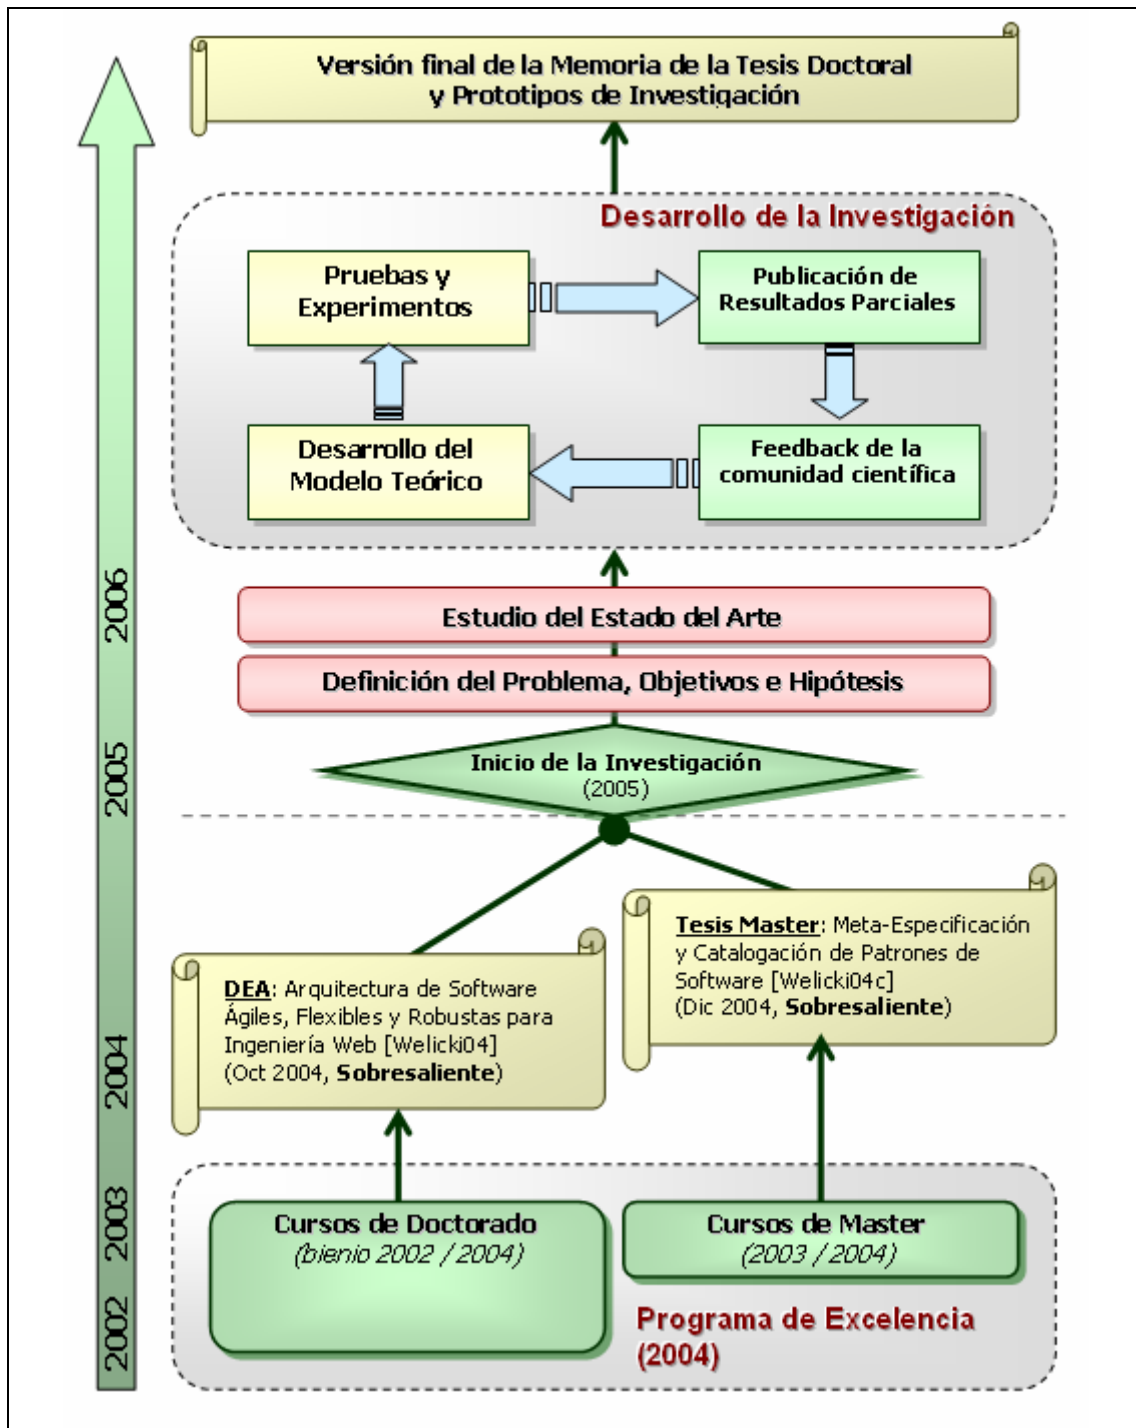 Versión final de la Memoria de la Tesis Doctoral
y Prototipos de Investigación
Desarrollo de la Investigación
Pruebas y
Experimentos
Publicación de
Resultados Parciales
Desarrollo del
Modelo Teórico
Feedback de la
comunidad científica
2006
Estudio del Estado del Arte
Definición del Problema, Objetivos e Hipótesis
2005
Inicio de la Investigación
(2005)
Tesis Master: Meta-Especificación
y Catalogación de Patrones de
Software [Welicki04c]
(Dic 2004, Sobresaliente)
DEA: Arquitectura de Software
Ágiles, Flexibles y Robustas para
Ingeniería Web [Welicki04]
(Oct 2004, Sobresaliente)
2004
2003
Cursos de Doctorado
(bienio 2002 / 2004)
Cursos de Master
(2003 / 2004)
2002
Programa de Excelencia
(2004)